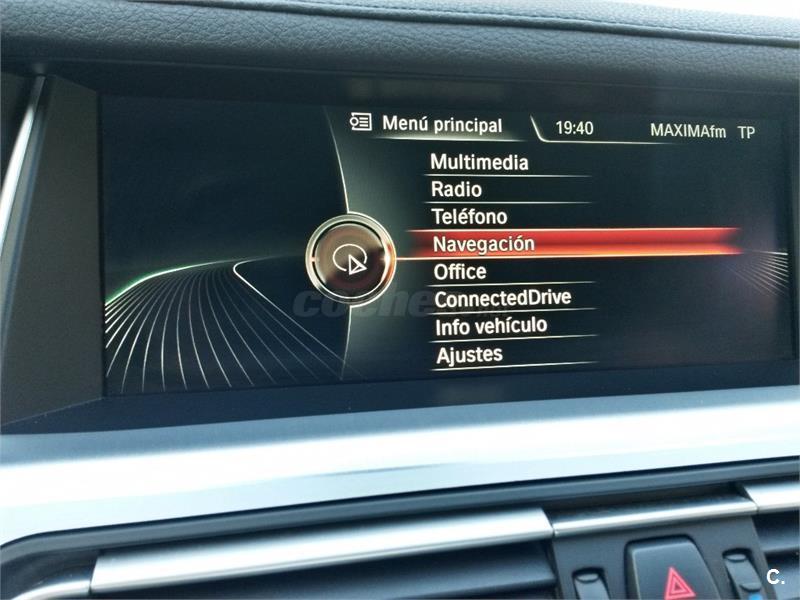 Menú principal 19:40 MAXIMAfm TP
Multimedia
Radio
Teléfono
Navegación
Office
ConnectedDrive
Info vehículo
Ajustes
C.